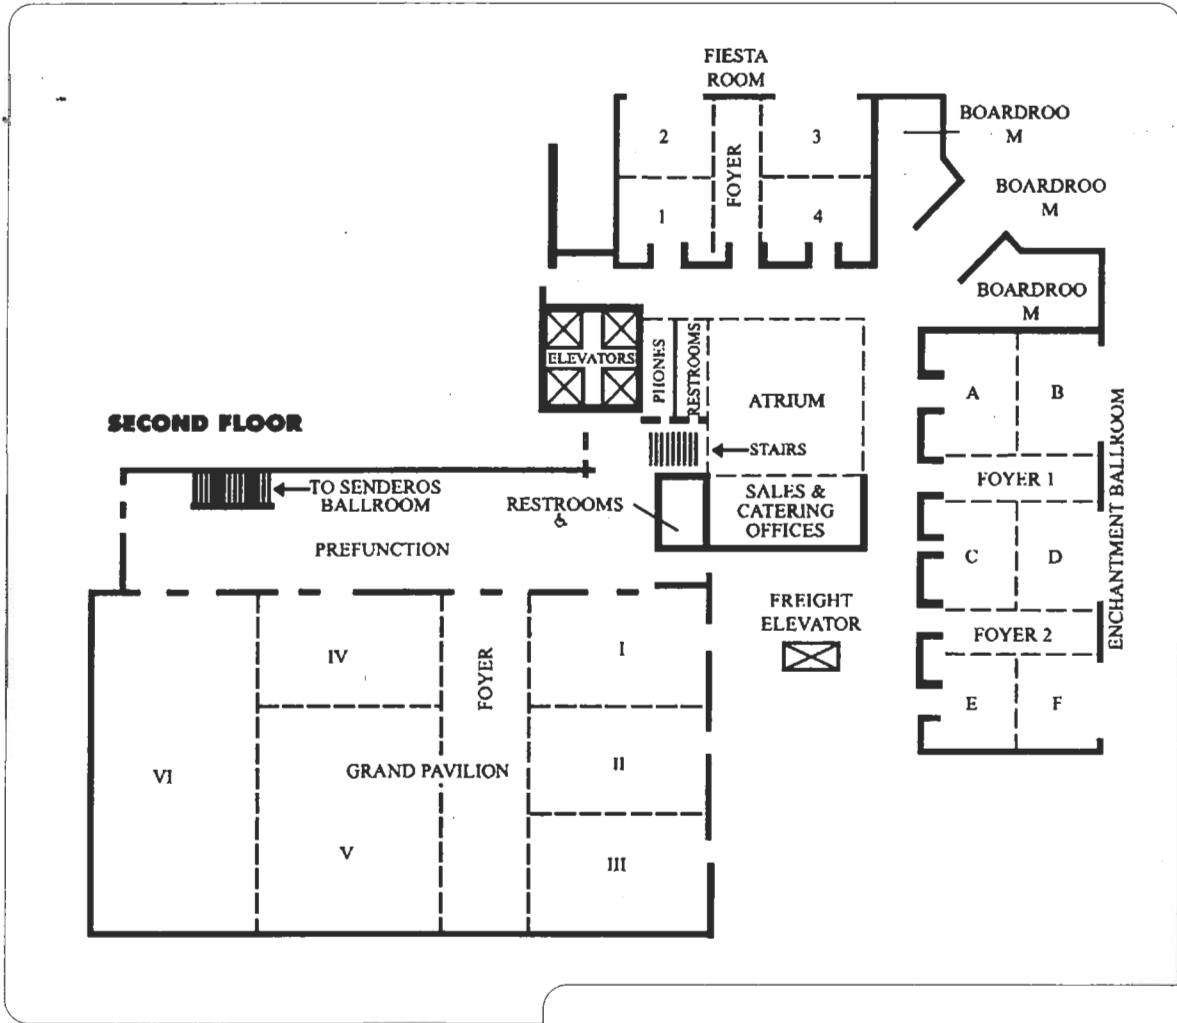 FIESTA
ROOM
BOARDROO
M
2
3
FOYER
BOARDROO
M
1
4
BOARDROO
M
ELEVATORS
PHONES
RESTROOMS
ATRIUM
A
B
SECOND FLOOR
STAIRS
ENCHANTMENT BALLROOM
FOYER 1
TO SENDEROS
BALLROOM
RESTROOMS
♿
SALES &
CATERING
OFFICES
PREFUNCTION
C
D
FREIGHT
ELEVATOR
FOYER 2
IV
FOYER
I
E
F
VI
GRAND PAVILION
II
V
III